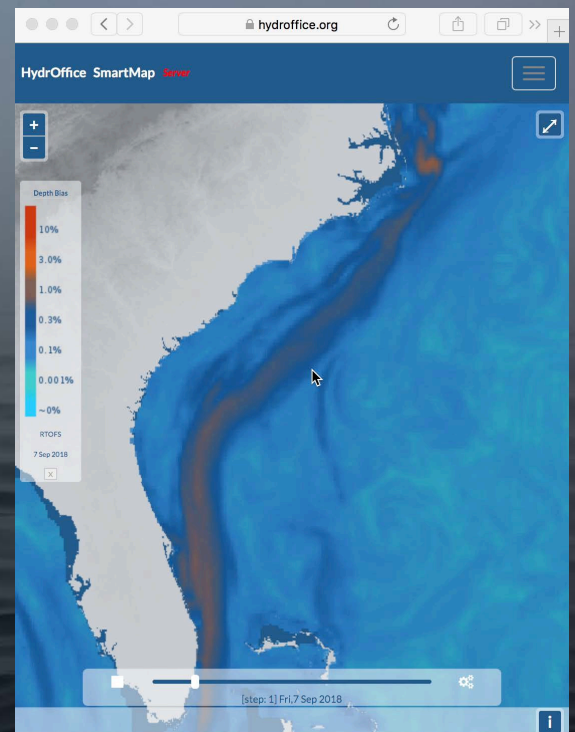 hydroffice.org
HydrOffice SmartMap Server
+
-
Depth Bias
10%
3.0%
1.0%
0.3%
0.1%
0.001%
~0%
RTOFS
7 Sep 2018
x
[step: 1] Fri,7 Sep 2018
i